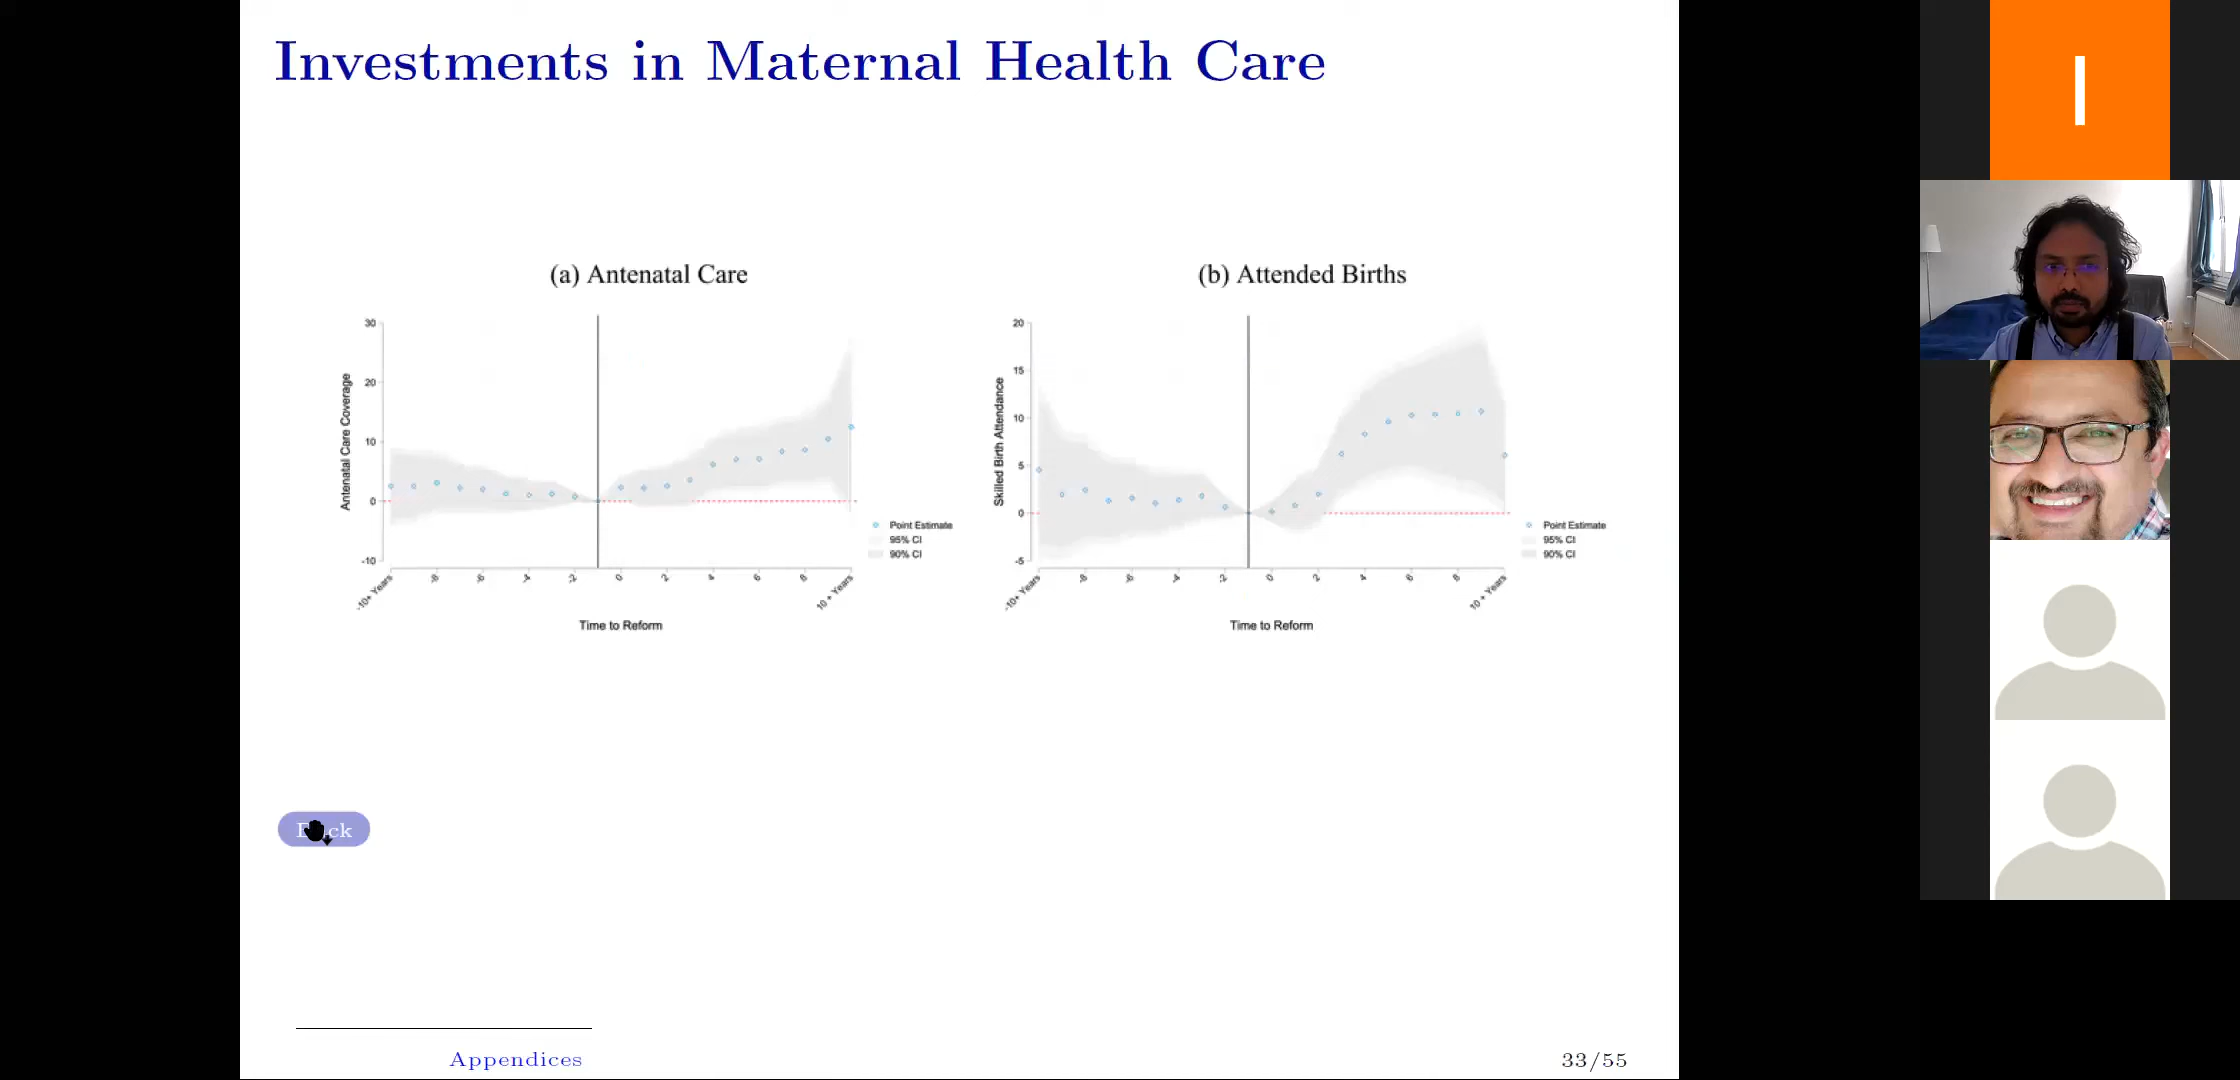 Investments in Maternal Health Care
(a) Antenatal Care
30
20
10
0
-10
Antenatal Care Coverage
-10+ Years
-8
-6
-4
-2
0
2
4
6
8
10 + Years
Time to Reform
Point Estimate
95% CI
90% CI
(b) Attended Births
20
15
10
5
0
-5
Skilled Birth Attendance
-10+ Years
-8
-6
-4
-2
0
2
4
6
8
10 + Years
Time to Reform
Point Estimate
95% CI
90% CI
Back
Appendices
33/55
I